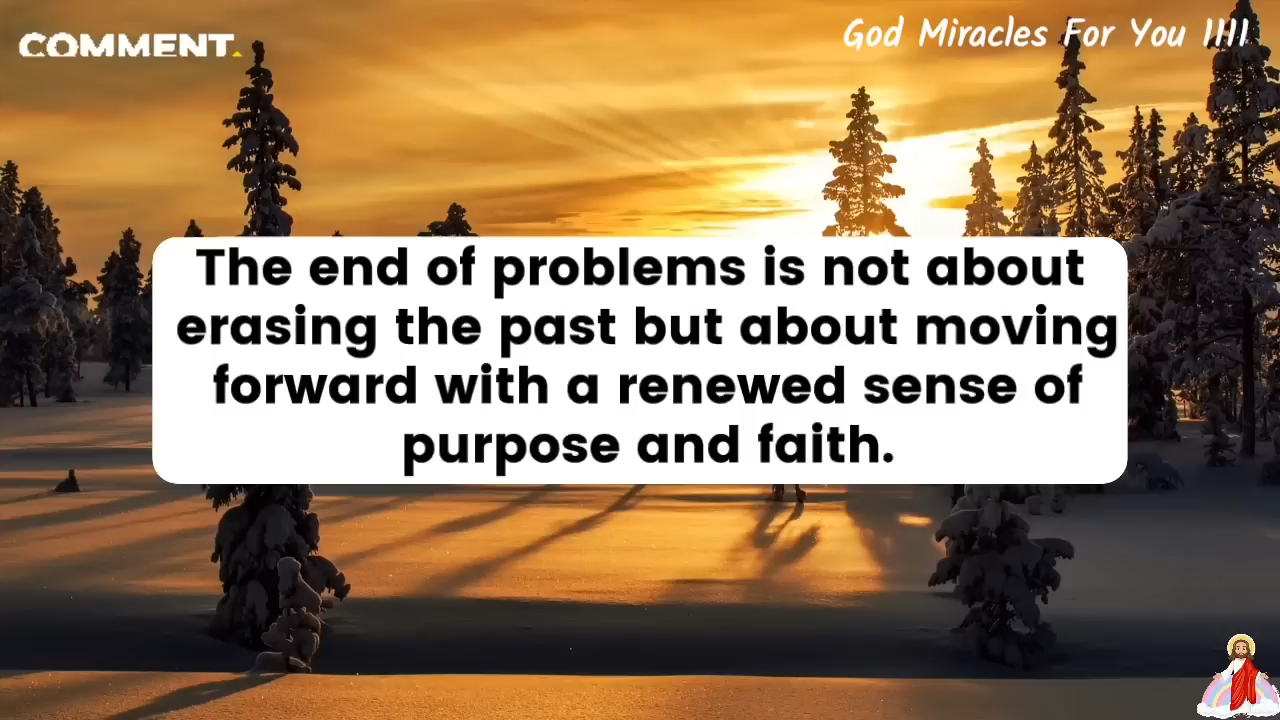 COMMENT.
God Miracles For You 1111
The end of problems is not about
erasing the past but about moving
forward with a renewed sense of
purpose and faith.